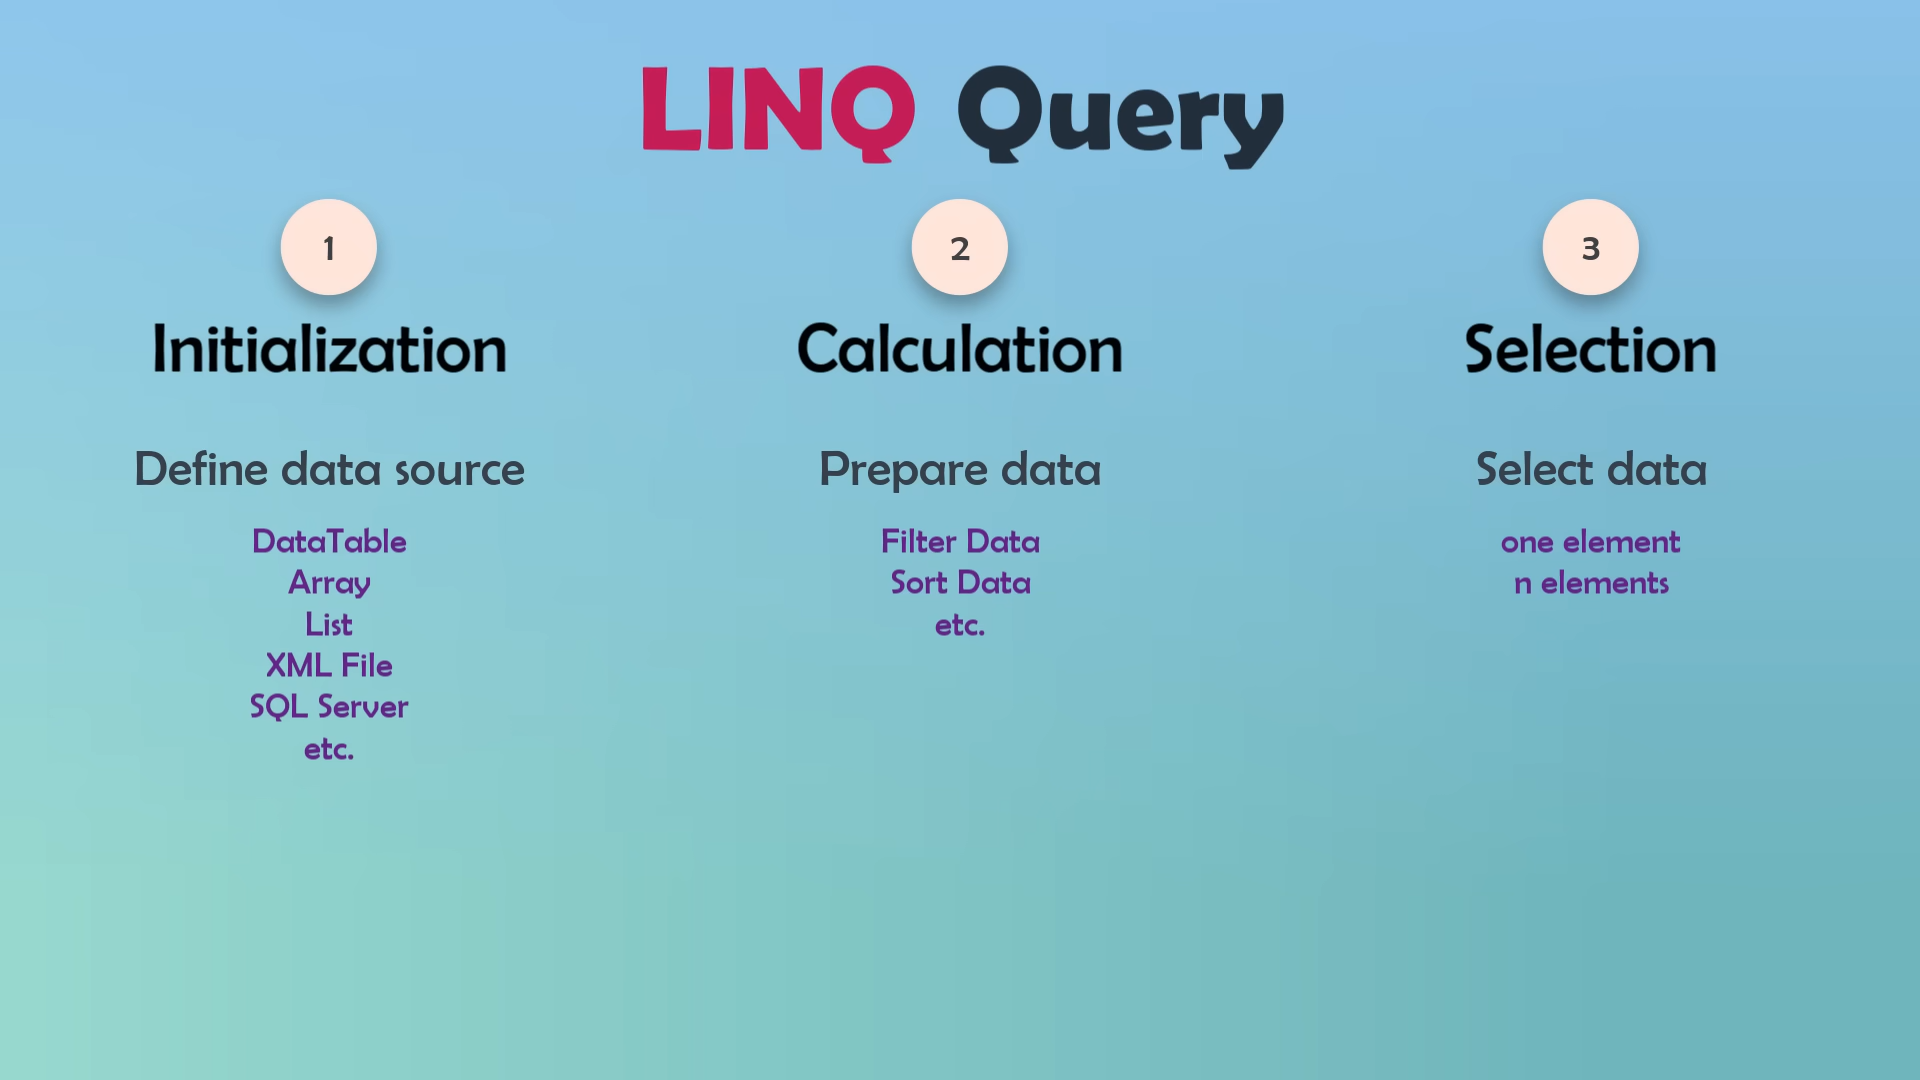 LINQ Query
1
Initialization
Define data source
DataTable
Array
List
XML File
SQL Server
etc.
2
Calculation
Prepare data
Filter Data
Sort Data
etc.
3
Selection
Select data
one element
n elements